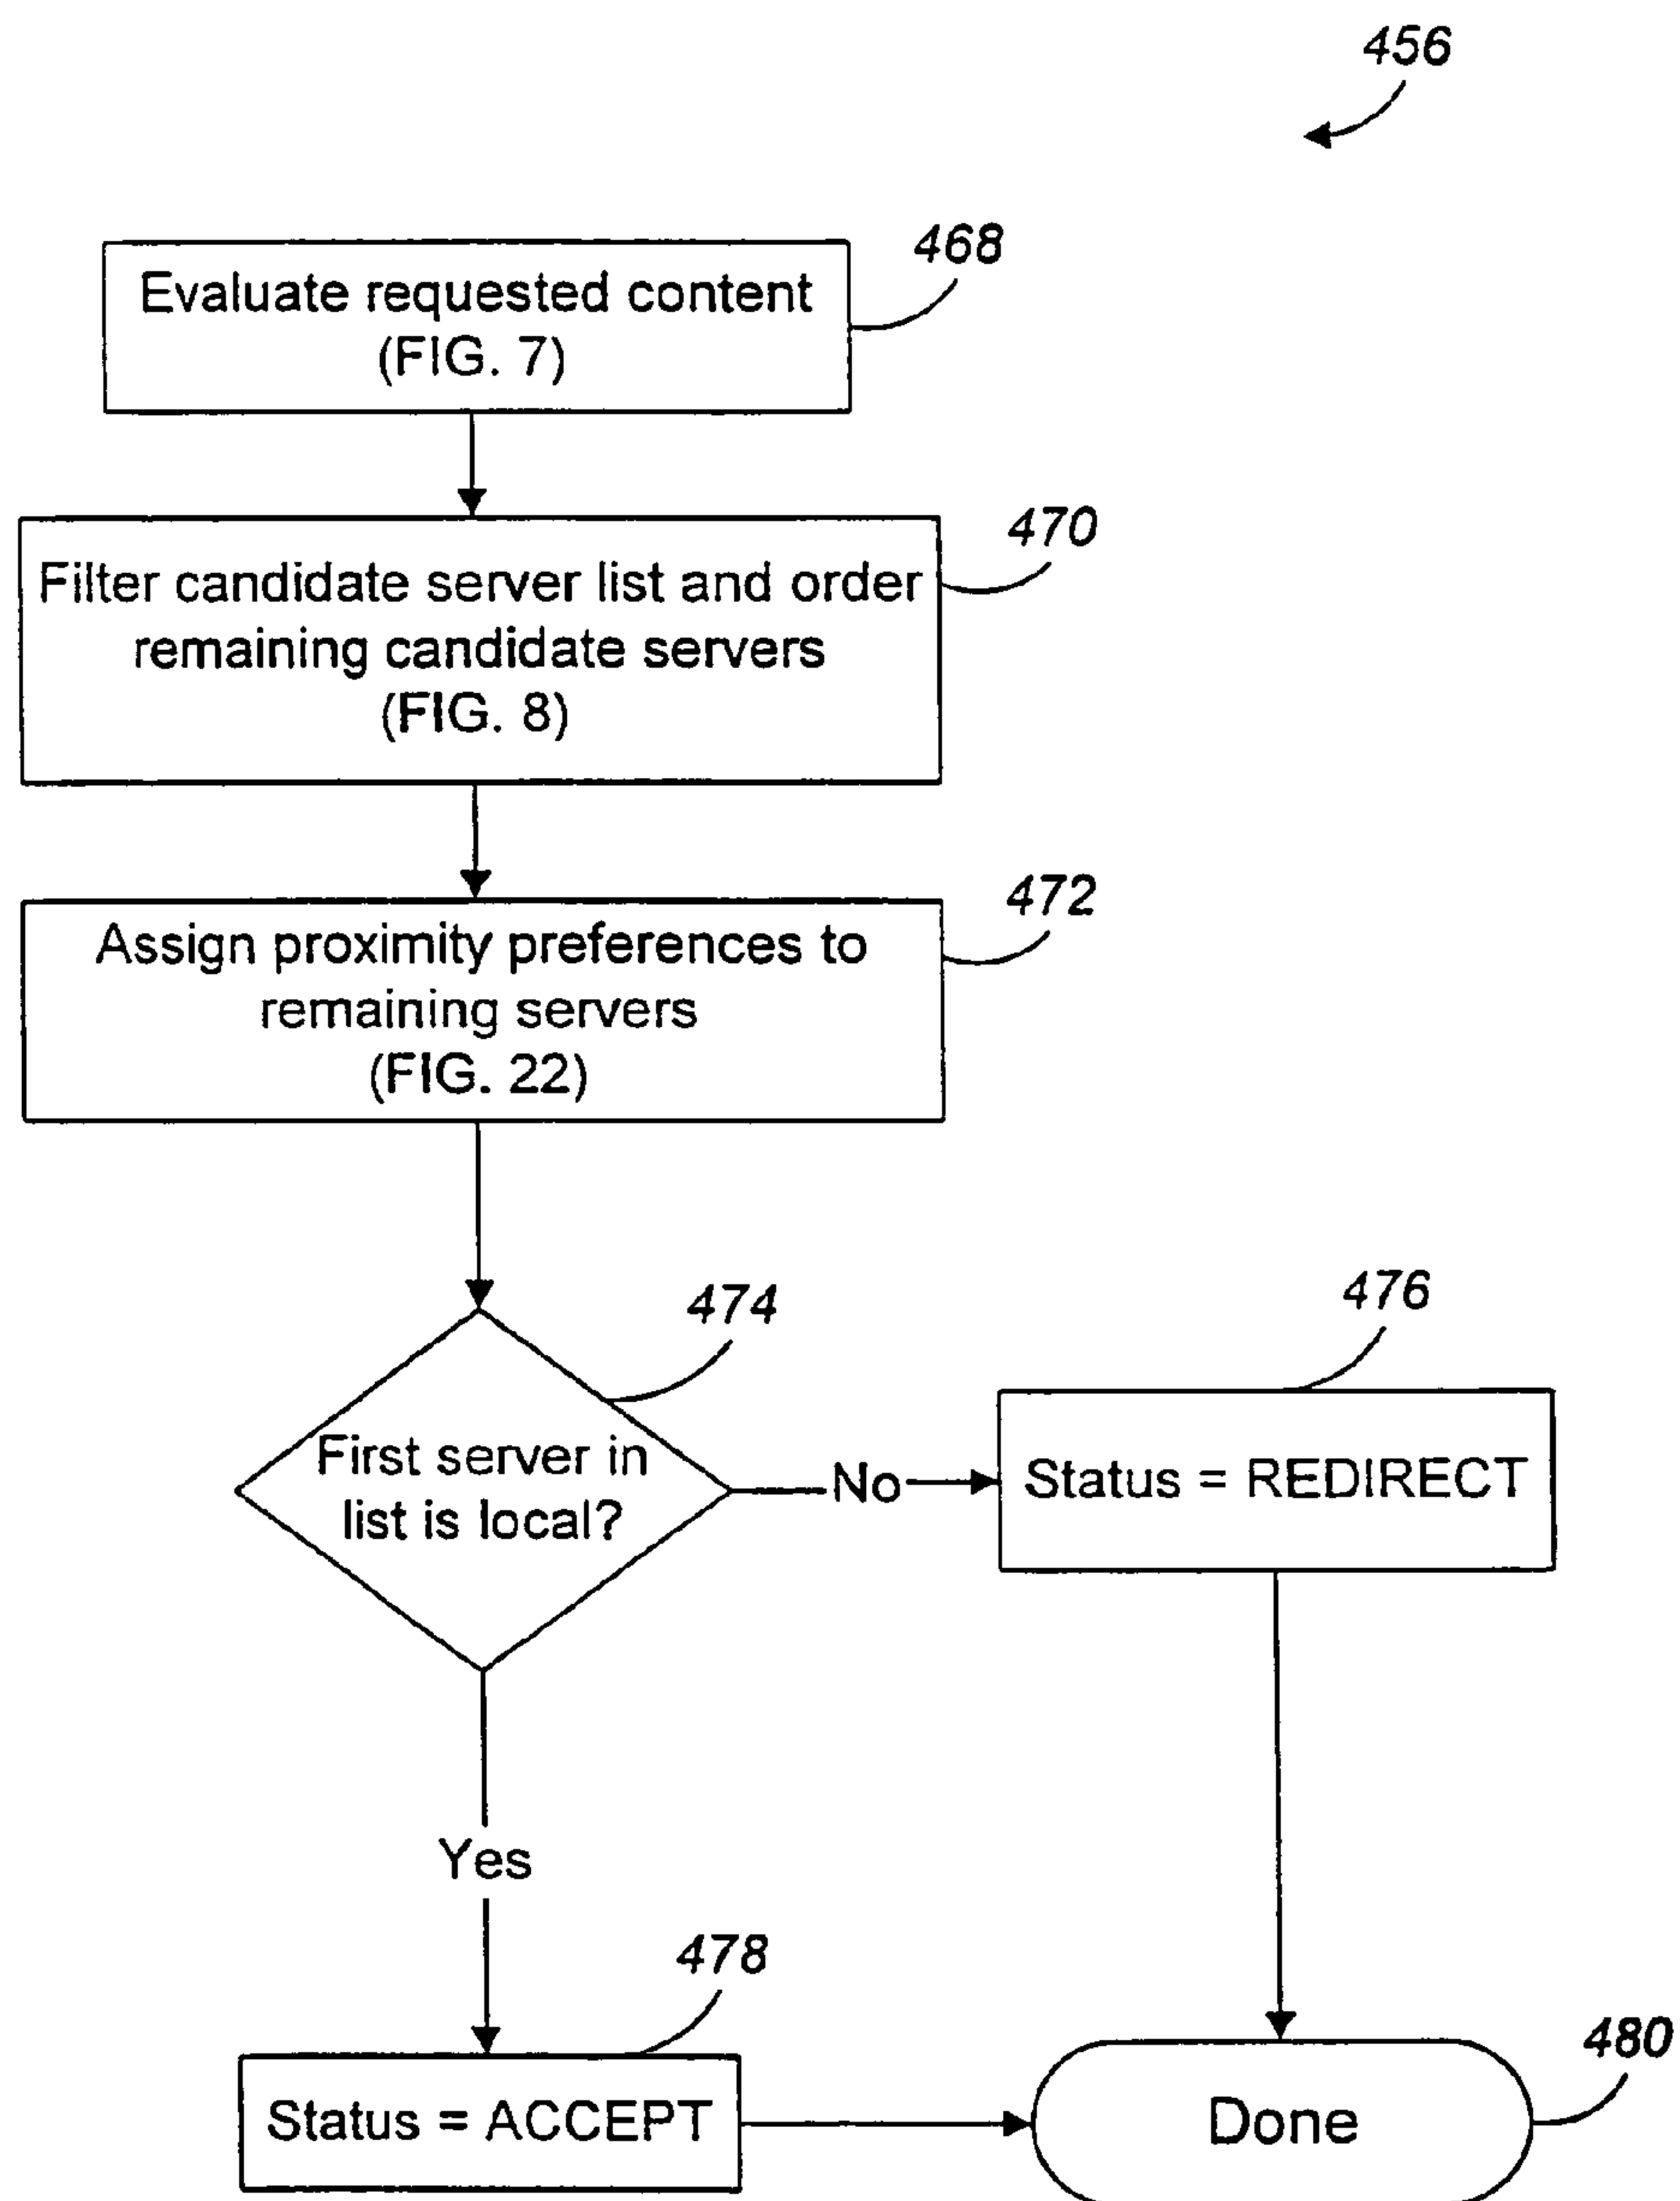 456
468
Evaluate requested content
(FIG. 7)
470
Filter candidate server list and order
remaining candidate servers
(FIG. 8)
472
Assign proximity preferences to
remaining servers
(FIG. 22)
474
First server in
list is local?
No
476
Status = REDIRECT
Yes
478
Status = ACCEPT
480
Done